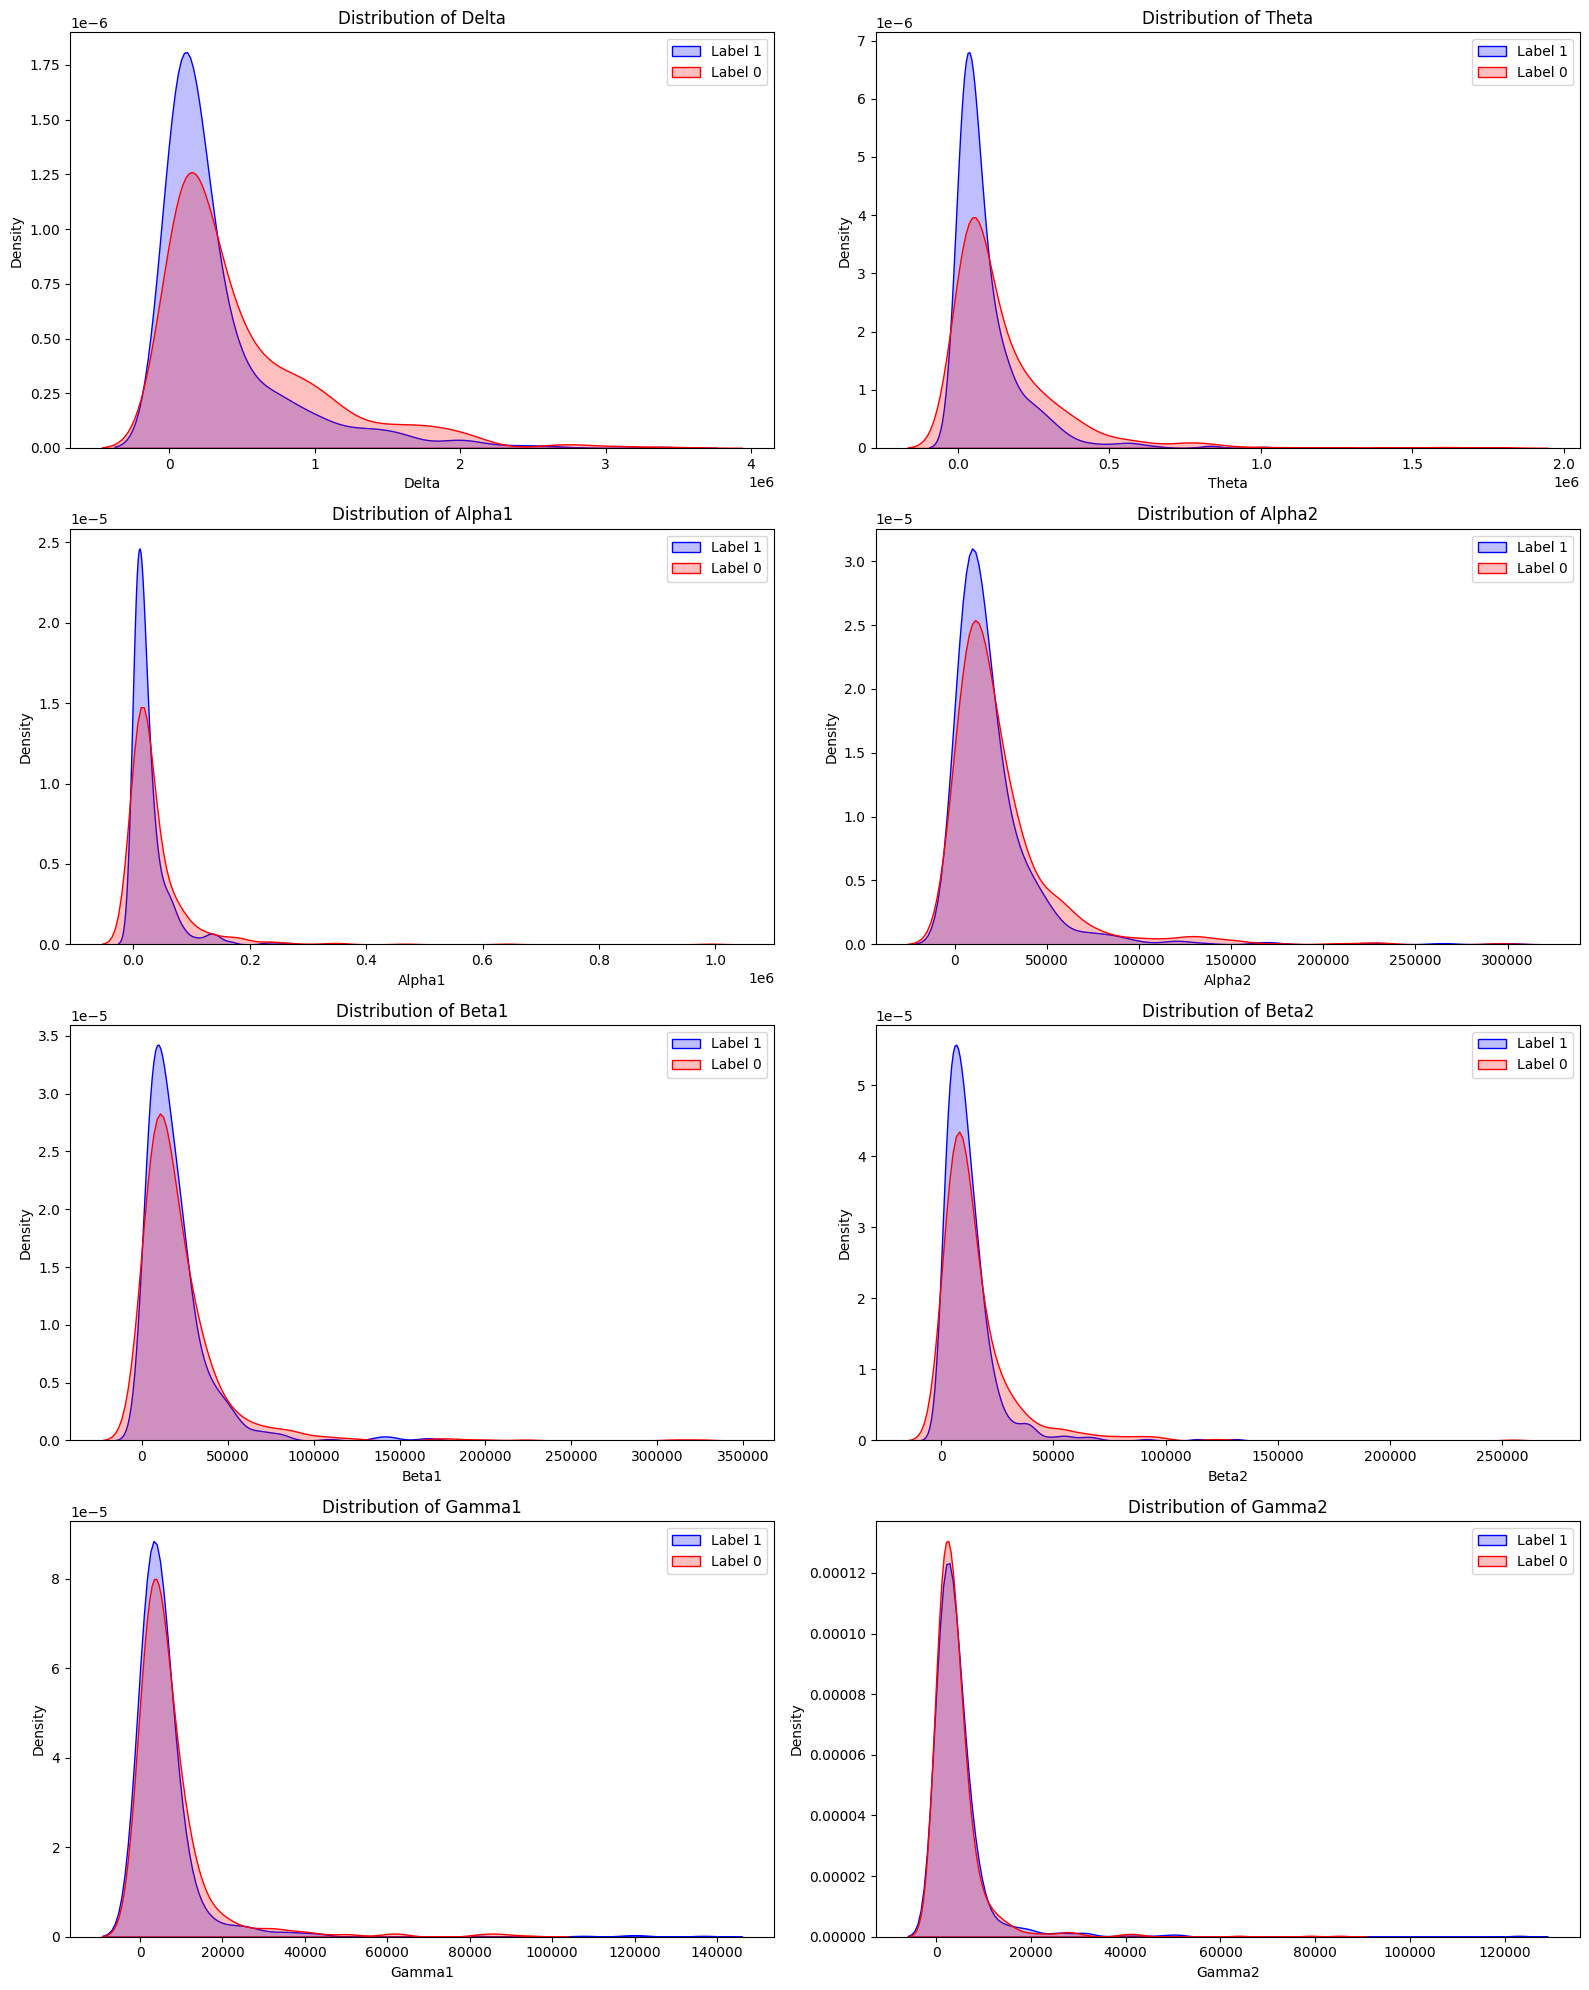 Distribution of Delta
1e−6
Label 1
Label 0
1.75
1.50
1.25
1.00
0.75
0.50
0.25
0.00
Density
0 1 2 3 4
1e6
Delta
Distribution of Theta
1e−6
Label 1
Label 0
7
6
5
4
3
2
1
0
Density
0.0 0.5 1.0 1.5 2.0
1e6
Theta
Distribution of Alpha1
1e−5
Label 1
Label 0
2.5
2.0
1.5
1.0
0.5
0.0
Density
0.0 0.2 0.4 0.6 0.8 1.0
1e6
Alpha1
Distribution of Alpha2
1e−5
Label 1
Label 0
3.0
2.5
2.0
1.5
1.0
0.5
0.0
Density
0 50000 100000 150000 200000 250000 300000
Alpha2
Distribution of Beta1
1e−5
Label 1
Label 0
3.5
3.0
2.5
2.0
1.5
1.0
0.5
0.0
Density
0 50000 100000 150000 200000 250000 300000 350000
Beta1
Distribution of Beta2
1e−5
Label 1
Label 0
5
4
3
2
1
0
Density
0 50000 100000 150000 200000 250000
Beta2
Distribution of Gamma1
1e−5
Label 1
Label 0
8
6
4
2
0
Density
0 20000 40000 60000 80000 100000 120000 140000
Gamma1
Distribution of Gamma2
Label 1
Label 0
0.00012
0.00010
0.00008
0.00006
0.00004
0.00002
0.00000
Density
0 20000 40000 60000 80000 100000 120000
Gamma2